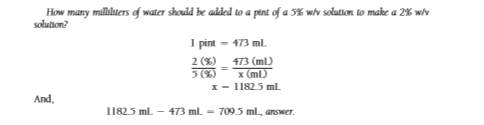 How many milliliters of water should be added to a pint of a 5% w/v solution to make a 2% w/v
solution?
1 pint = 473 mL
2 (%) = 473 (mL)
5 (%) x (mL)
x = 1182.5 mL
And,
1182.5 mL − 473 mL = 709.5 mL, answer.